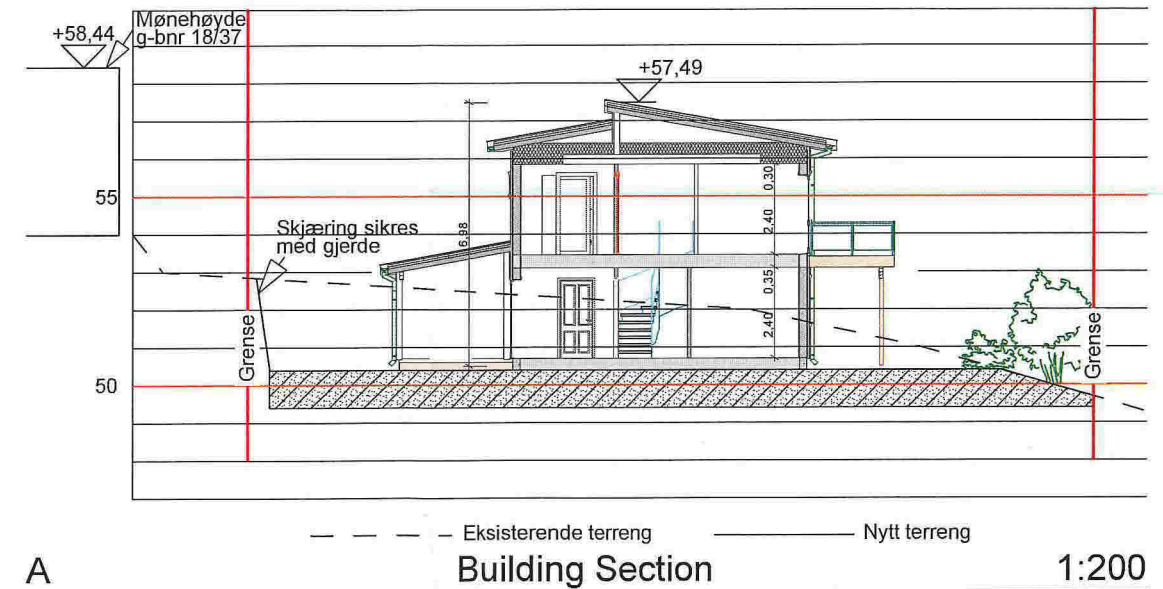 Mønehøyde
g-bnr 18/37
+58,44
+57,49
55
Skjæring sikres
med gjerde
6,98
0,30
2,40
0,35
2,40
Grense
Grense
50
Eksisterende terreng
Nytt terreng
A
Building Section
1:200